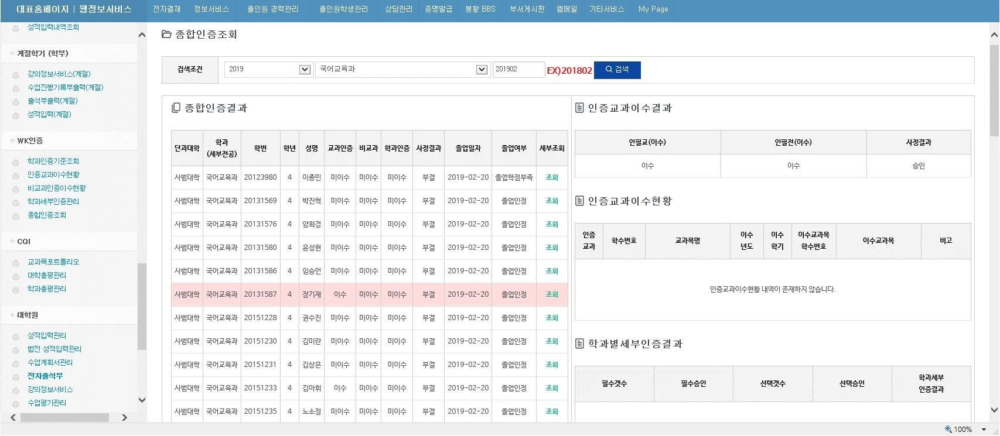 대표홈페이지 | 웹정보서비스 전자결재 정보서비스 올인원 경력관리 올인원학생관리 상담관리 증명발급 봉황 BBS 부서게시판 웹메일 기타서비스 My Page
성적입력내역조회
계절학기 (학부)
강의정보서비스(계절)
수업진행기록부출력(계절)
출석부출력(계절)
성적입력(계절)
WK인증
학과인증기준조회
인증교과이수현황
비교과인증이수현황
학과세부인증관리
종합인증조회
CQI
교과목포트폴리오
대학총평관리
학과총평관리
대학원
성적입력관리
법전 성적입력관리
수업계획서관리
전자출석부
강의정보서비스
수업평가관리
종합인증조회
검색조건 2019 국어교육과 201902 EX)201802 검색
종합인증결과
단과대학 학과 (세부전공) 학번 학년 성명 교과인증 비교과 학과인증 사정결과 졸업일자 졸업여부 세부조회
사범대학 국어교육과 20123980 4 이종민 미이수 미이수 미이수 부결 2019-02-20 졸업학점부족 조회
사범대학 국어교육과 20131569 4 박진혁 미이수 미이수 미이수 부결 2019-02-20 졸업인정 조회
사범대학 국어교육과 20131576 4 양희경 미이수 미이수 미이수 부결 2019-02-20 졸업인정 조회
사범대학 국어교육과 20131580 4 윤성현 미이수 미이수 미이수 부결 2019-02-20 졸업인정 조회
사범대학 국어교육과 20131586 4 임승언 미이수 미이수 미이수 부결 2019-02-20 졸업인정 조회
사범대학 국어교육과 20131587 4 장기재 이수 미이수 미이수 부결 2019-02-20 졸업인정 조회
사범대학 국어교육과 20151228 4 권수진 미이수 미이수 미이수 부결 2019-02-20 졸업인정 조회
사범대학 국어교육과 20151230 4 김미란 미이수 미이수 미이수 부결 2019-02-20 졸업인정 조회
사범대학 국어교육과 20151231 4 김상은 미이수 미이수 미이수 부결 2019-02-20 졸업인정 조회
사범대학 국어교육과 20151233 4 김아휘 이수 미이수 미이수 부결 2019-02-20 졸업인정 조회
사범대학 국어교육과 20151235 4 노소정 미이수 미이수 미이수 부결 2019-02-20 졸업인정 조회
인증교과이수결과
인필교(이수) 인필전(이수) 사정결과
이수 이수 승인
인증교과이수현황
인증 교과 학수번호 교과목명 이수 년도 이수 학기 이수교과목 학수번호 이수교과목 비고
인증교과이수현황 내역이 존재하지 않습니다.
학과별세부인증결과
필수갯수 필수승인 선택갯수 선택승인 학과세부 인증결과
100%